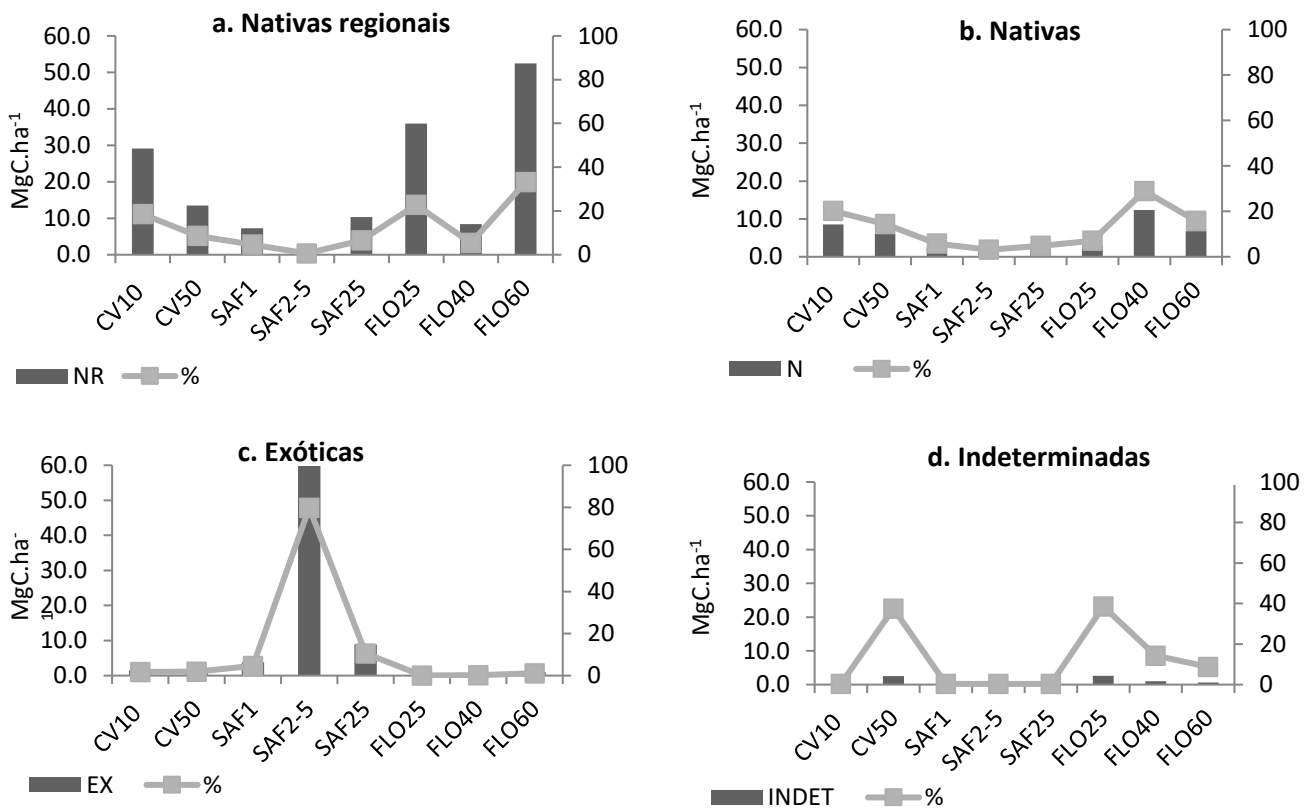 a. Nativas regionais
60.0
50.0
40.0
30.0
20.0
10.0
0.0
MgC.ha-1
100
80
60
40
20
0
CV10
CV50
SAF1
SAF2-5
SAF25
FLO25
FLO40
FLO60
NR %
b. Nativas
60.0
50.0
40.0
30.0
20.0
10.0
0.0
MgC.ha-1
100
80
60
40
20
0
CV10
CV50
SAF1
SAF2-5
SAF25
FLO25
FLO40
FLO60
N %
c. Exóticas
60.0
50.0
40.0
30.0
20.0
10.0
0.0
MgC.ha-
1
100
80
60
40
20
0
CV10
CV50
SAF1
SAF2-5
SAF25
FLO25
FLO40
FLO60
EX %
d. Indeterminadas
60.0
50.0
40.0
30.0
20.0
10.0
0.0
MgC.ha-1
100
80
60
40
20
0
CV10
CV50
SAF1
SAF2-5
SAF25
FLO25
FLO40
FLO60
INDET %